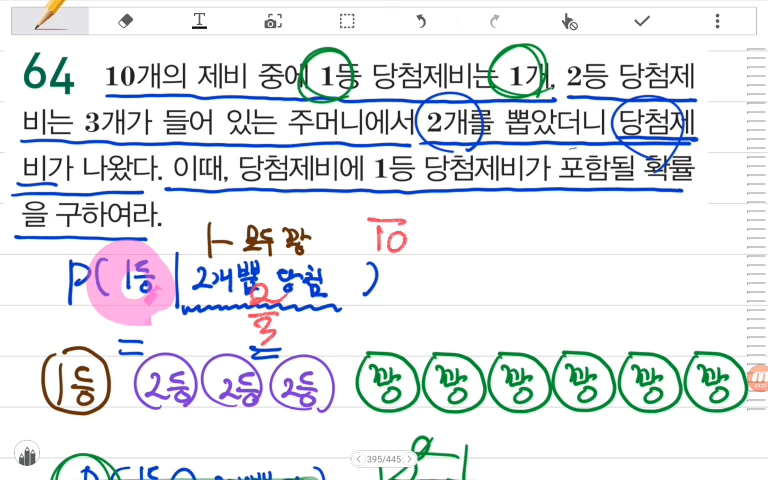 64 10개의 제비 중에 1등 당첨제비는 1개, 2등 당첨제
비는 3개가 들어 있는 주머니에서 2개를 뽑았더니 당첨제
비가 나왔다. 이때, 당첨제비에 1등 당첨제비가 포함될 확률
을 구하여라.
1- 모두 꽝 10
P( 1등 | 2개뽑 당첨 )
2
3
= =
1등 2등 2등 2등 꽝 꽝 꽝 꽝 꽝 꽝
395/445